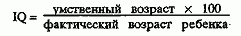 IQ = умственный возраст × 100
фактический возраст ребенка